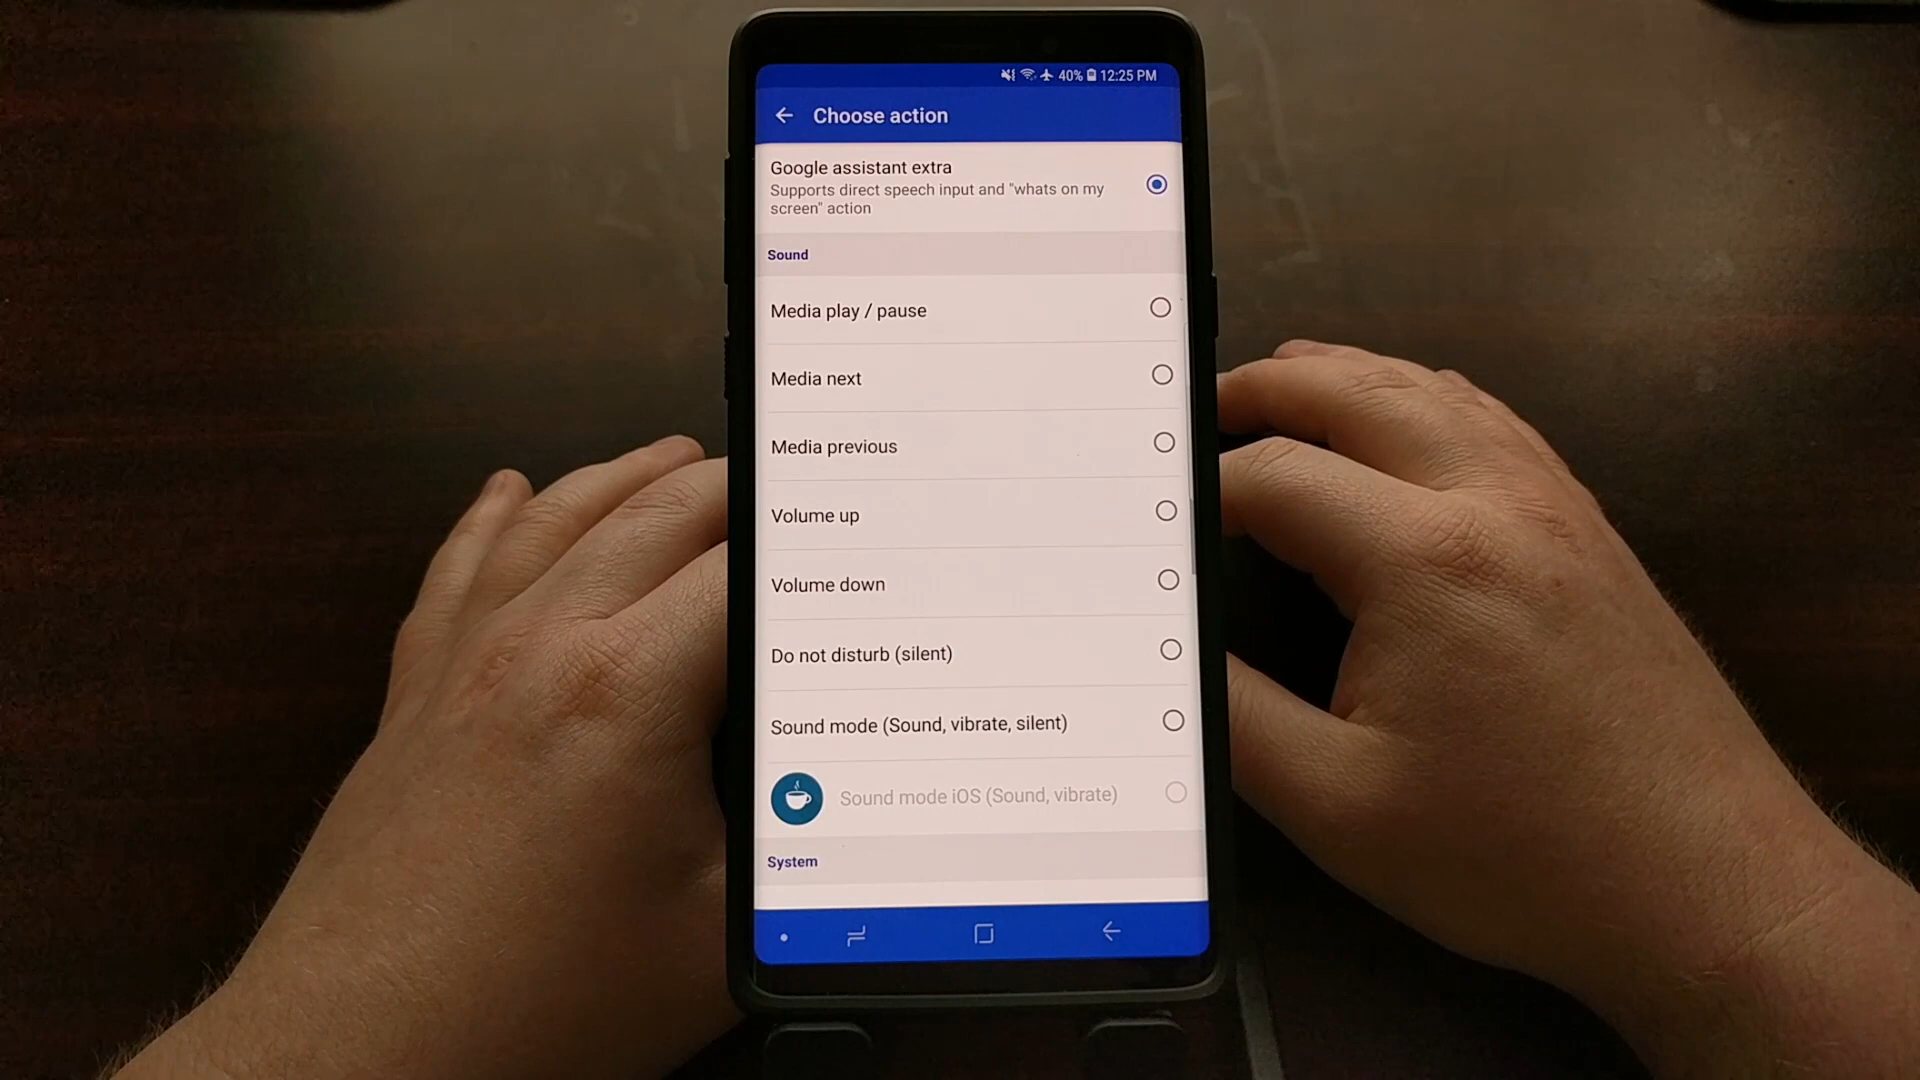 40% 12:25 PM
Choose action
Google assistant extra
Supports direct speech input and "whats on my
screen" action
Sound
Media play / pause
Media next
Media previous
Volume up
Volume down
Do not disturb (silent)
Sound mode (Sound, vibrate, silent)
Sound mode iOS (Sound, vibrate)
System